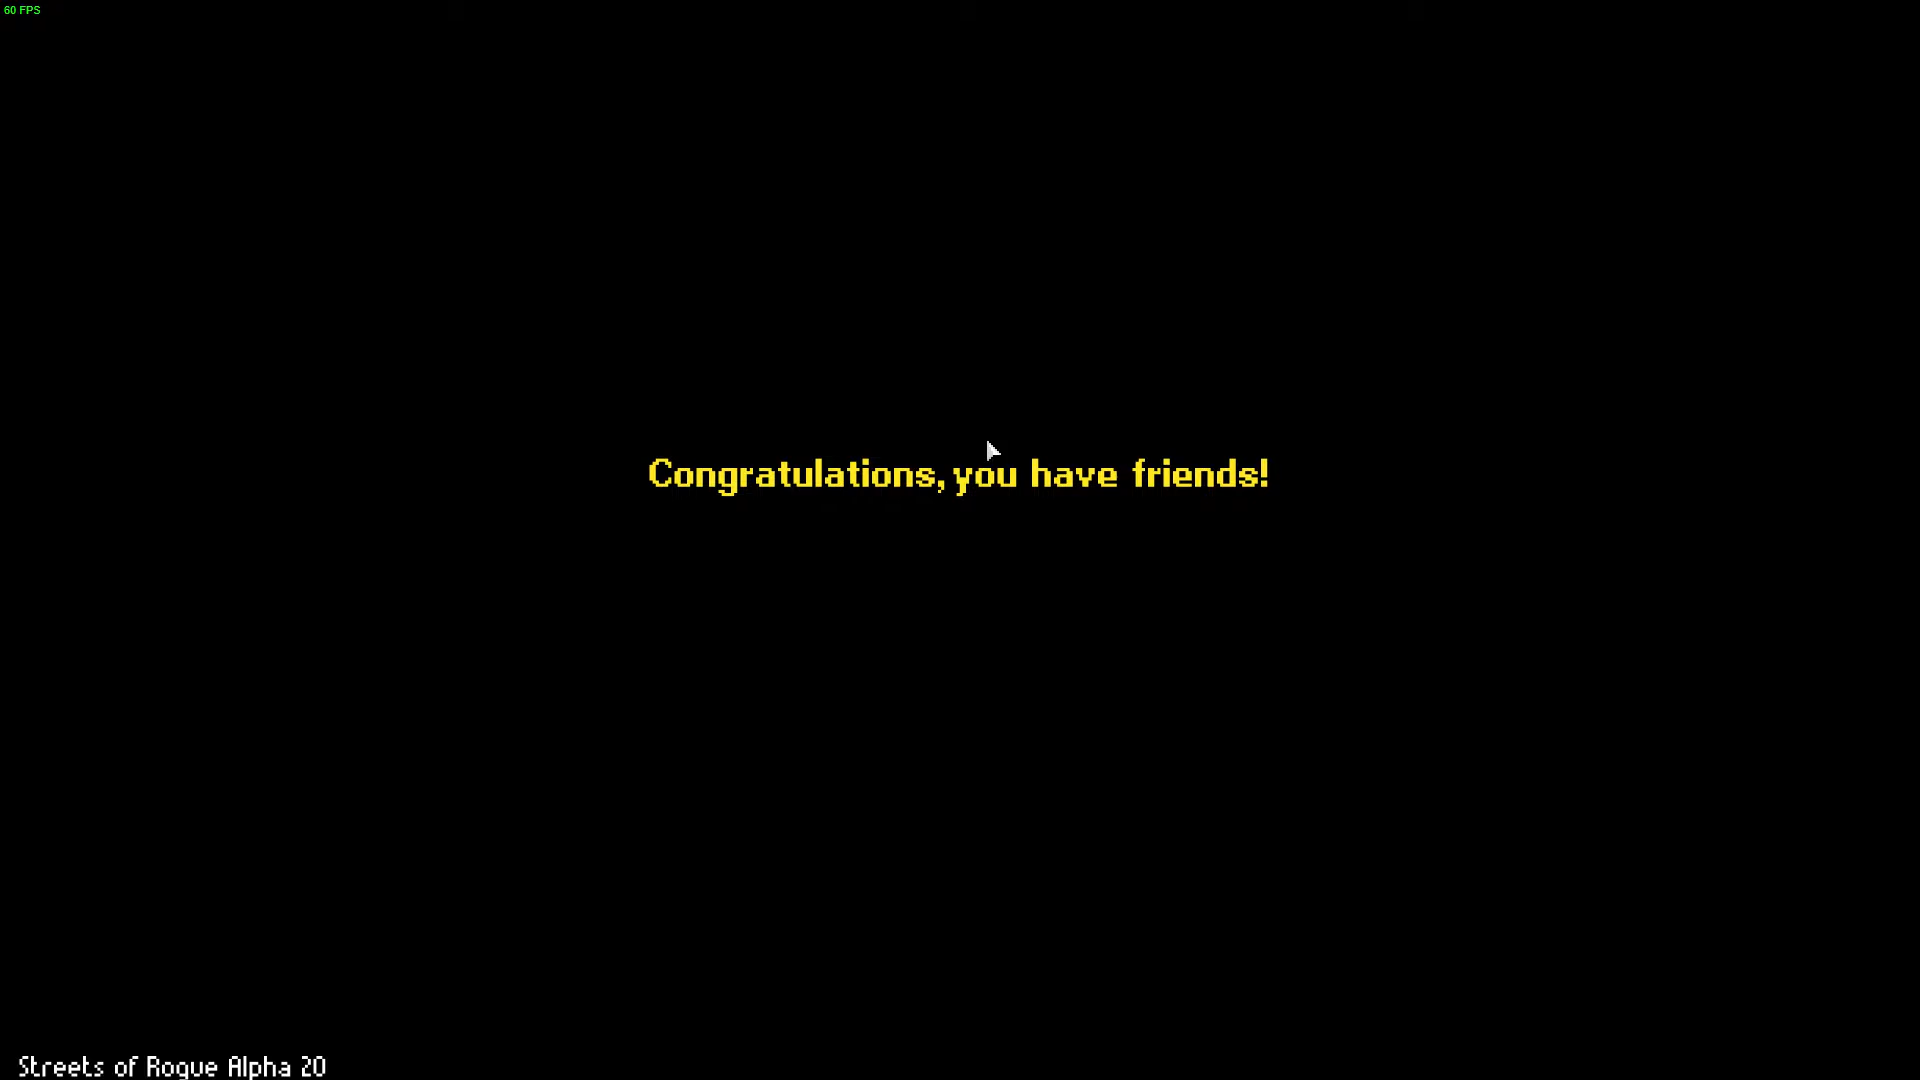 60 FPS
Congratulations, you have friends!
Streets of Rogue Alpha 20